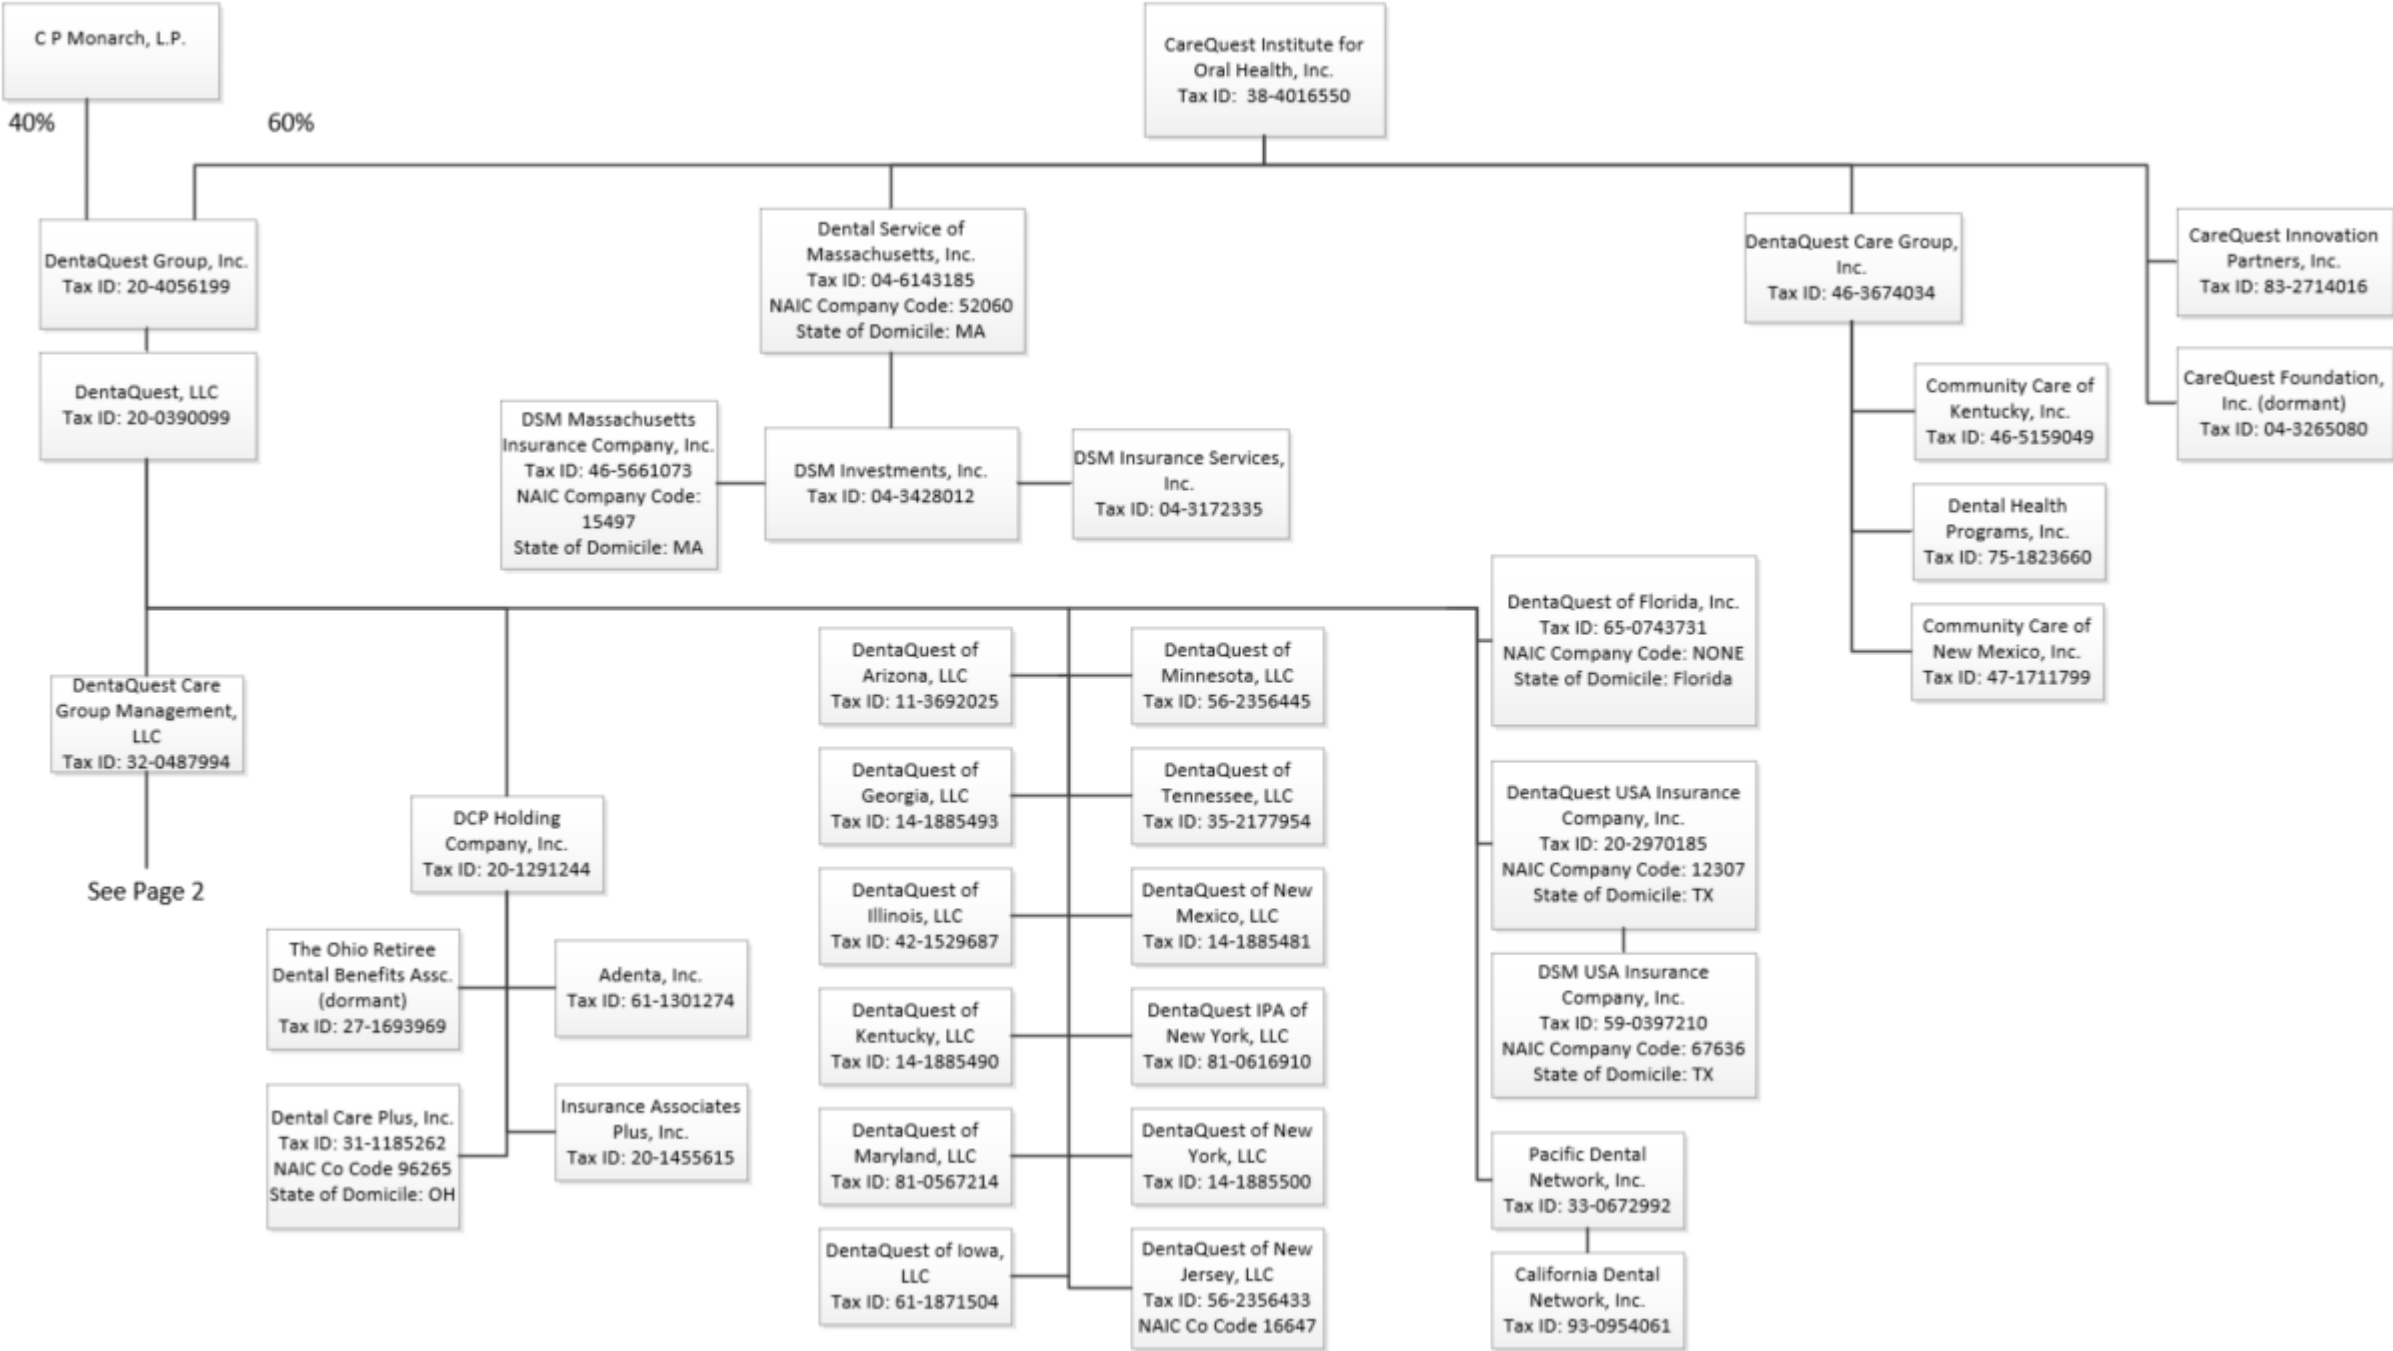 C P Monarch, L.P.
CareQuest Institute for
Oral Health, Inc.
Tax ID: 38-4016550
40%
60%
DentaQuest Group, Inc.
Tax ID: 20-4056199
Dental Service of
Massachusetts, Inc.
Tax ID: 04-6143185
NAIC Company Code: 52060
State of Domicile: MA
DentaQuest Care Group,
Inc.
Tax ID: 46-3674034
CareQuest Innovation
Partners, Inc.
Tax ID: 83-2714016
DentaQuest, LLC
Tax ID: 20-0390099
DSM Massachusetts
Insurance Company, Inc.
Tax ID: 46-5661073
NAIC Company Code:
15497
State of Domicile: MA
DSM Investments, Inc.
Tax ID: 04-3428012
DSM Insurance Services,
Inc.
Tax ID: 04-3172335
Community Care of
Kentucky, Inc.
Tax ID: 46-5159049
CareQuest Foundation,
Inc. (dormant)
Tax ID: 04-3265080
Dental Health
Programs, Inc.
Tax ID: 75-1823660
Community Care of
New Mexico, Inc.
Tax ID: 47-1711799
DentaQuest Care
Group Management,
LLC
Tax ID: 32-0487994
See Page 2
DCP Holding
Company, Inc.
Tax ID: 20-1291244
The Ohio Retiree
Dental Benefits Assc.
(dormant)
Tax ID: 27-1693969
Adenta, Inc.
Tax ID: 61-1301274
Dental Care Plus, Inc.
Tax ID: 31-1185262
NAIC Co Code 96265
State of Domicile: OH
Insurance Associates
Plus, Inc.
Tax ID: 20-1455615
DentaQuest of
Arizona, LLC
Tax ID: 11-3692025
DentaQuest of
Minnesota, LLC
Tax ID: 56-2356445
DentaQuest of
Georgia, LLC
Tax ID: 14-1885493
DentaQuest of
Tennessee, LLC
Tax ID: 35-2177954
DentaQuest of
Illinois, LLC
Tax ID: 42-1529687
DentaQuest of New
Mexico, LLC
Tax ID: 14-1885481
DentaQuest of
Kentucky, LLC
Tax ID: 14-1885490
DentaQuest IPA of
New York, LLC
Tax ID: 81-0616910
DentaQuest of
Maryland, LLC
Tax ID: 81-0567214
DentaQuest of New
York, LLC
Tax ID: 14-1885500
DentaQuest of Iowa,
LLC
Tax ID: 61-1871504
DentaQuest of New
Jersey, LLC
Tax ID: 56-2356433
NAIC Co Code 16647
DentaQuest of Florida, Inc.
Tax ID: 65-0743731
NAIC Company Code: NONE
State of Domicile: Florida
DentaQuest USA Insurance
Company, Inc.
Tax ID: 20-2970185
NAIC Company Code: 12307
State of Domicile: TX
DSM USA Insurance
Company, Inc.
Tax ID: 59-0397210
NAIC Company Code: 67636
State of Domicile: TX
Pacific Dental
Network, Inc.
Tax ID: 33-0672992
California Dental
Network, Inc.
Tax ID: 93-0954061